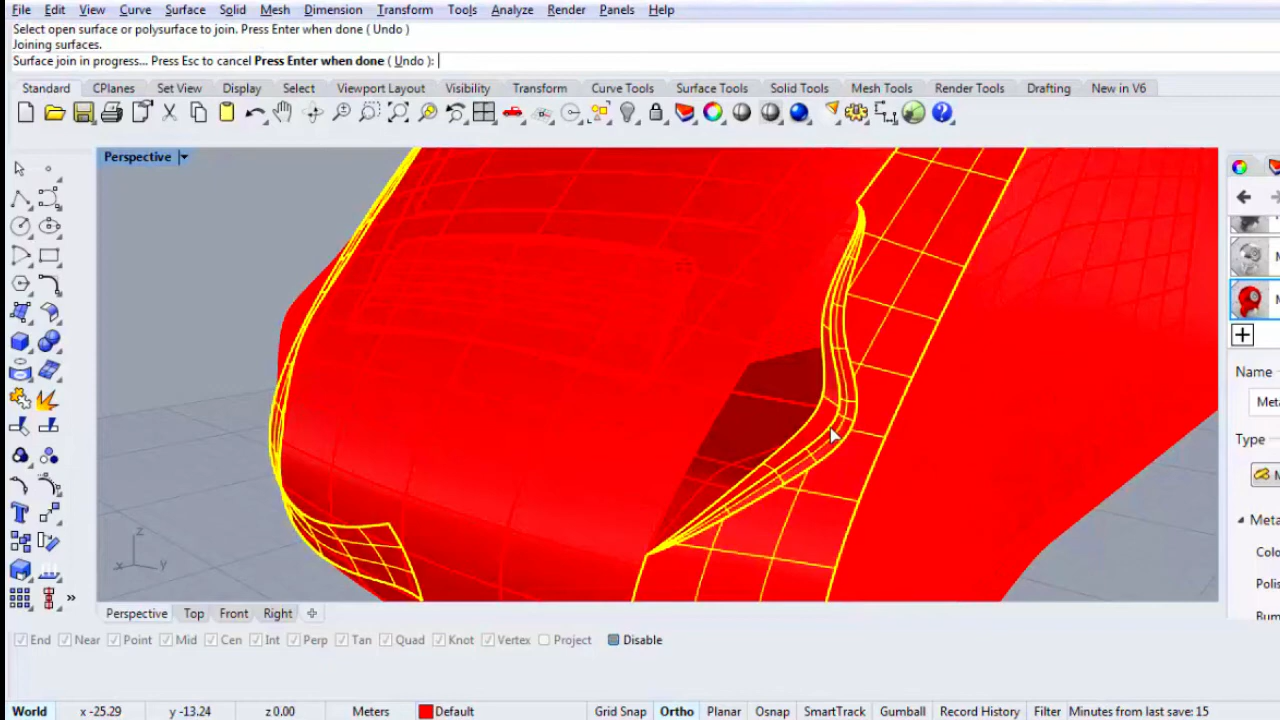 File Edit View Curve Surface Solid Mesh Dimension Transform Tools Analyze Render Panels Help
Select open surface or polysurface to join. Press Enter when done ( Undo )
Joining surfaces.
Surface join in progress... Press Esc to cancel Press Enter when done ( Undo ):
Standard CPlanes Set View Display Select Viewport Layout Visibility Transform Curve Tools Surface Tools Solid Tools Mesh Tools Render Tools Drafting New in V6
Perspective
Name
Meta
Type
Meta
Colo
Polis
Bum
z
x y
Perspective Top Front Right
End Near Point Mid Cen Int Perp Tan Quad Knot Vertex Project Disable
World x -25.29 y -13.24 z 0.00 Meters Default Grid Snap Ortho Planar Osnap SmartTrack Gumball Record History Filter Minutes from last save: 15